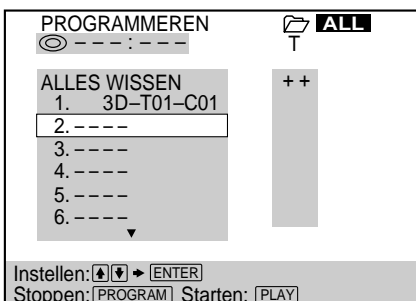 PROGRAMMEREN ALL
– – – : – – – T
ALLES WISSEN + +
1. 3D–T01–C01
2. – – – –
3. – – – –
4. – – – –
5. – – – –
6. – – – –
Instellen: ENTER
Stoppen: PROGRAM Starten: PLAY